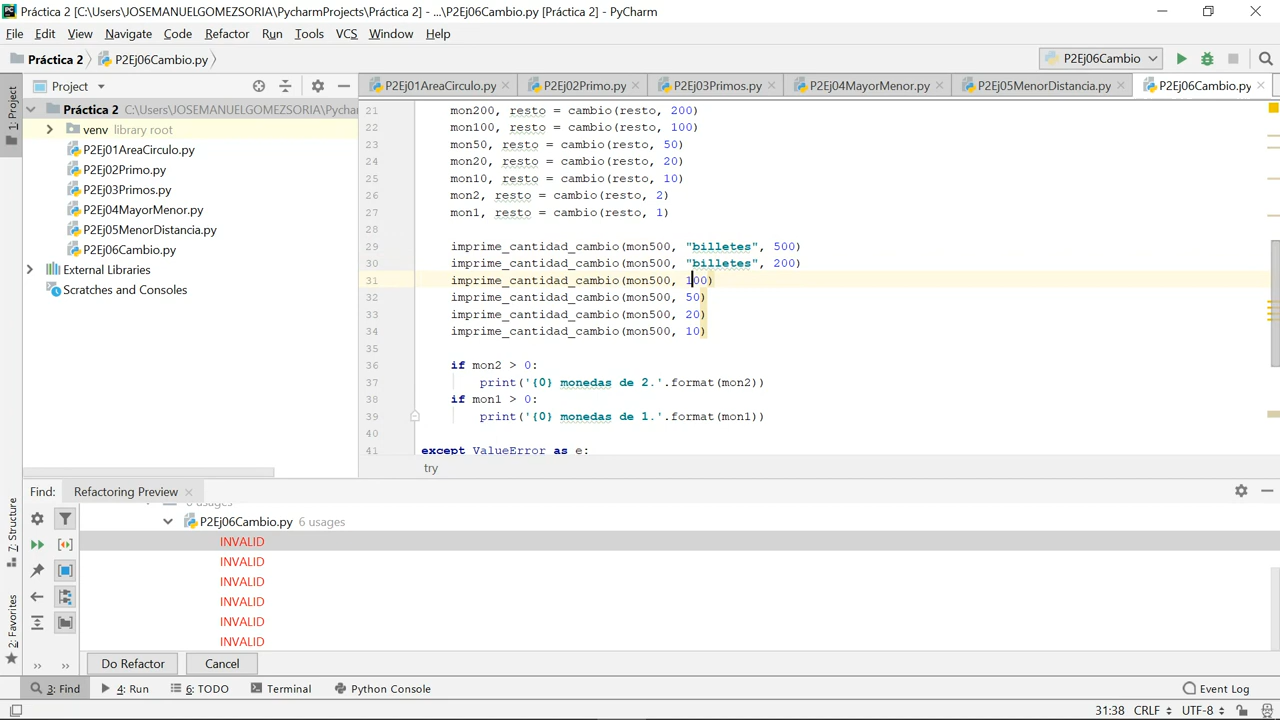 Práctica 2 [C:\Users\JOSEMANUELGOMEZSORIA\PycharmProjects\Práctica 2] - ...\P2Ej06Cambio.py [Práctica 2] - PyCharm
File Edit View Navigate Code Refactor Run Tools VCS Window Help
Práctica 2 P2Ej06Cambio.py P2Ej06Cambio
Project P2Ej01AreaCirculo.py P2Ej02Primo.py P2Ej03Primos.py P2Ej04MayorMenor.py P2Ej05MenorDistancia.py P2Ej06Cambio.py
1: Project
Práctica 2 C:\Users\JOSEMANUELGOMEZSORIA\Pychar
venv library root
P2Ej01AreaCirculo.py
P2Ej02Primo.py
P2Ej03Primos.py
P2Ej04MayorMenor.py
P2Ej05MenorDistancia.py
P2Ej06Cambio.py
External Libraries
Scratches and Consoles
21 mon200, resto = cambio(resto, 200)
22 mon100, resto = cambio(resto, 100)
23 mon50, resto = cambio(resto, 50)
24 mon20, resto = cambio(resto, 20)
25 mon10, resto = cambio(resto, 10)
26 mon2, resto = cambio(resto, 2)
27 mon1, resto = cambio(resto, 1)
28
29 imprime_cantidad_cambio(mon500, "billetes", 500)
30 imprime_cantidad_cambio(mon500, "billetes", 200)
31 imprime_cantidad_cambio(mon500, 100)
32 imprime_cantidad_cambio(mon500, 50)
33 imprime_cantidad_cambio(mon500, 20)
34 imprime_cantidad_cambio(mon500, 10)
35
36 if mon2 > 0:
37 print('{0} monedas de 2.'.format(mon2))
38 if mon1 > 0:
39 print('{0} monedas de 1.'.format(mon1))
40
41 except ValueError as e:
try
Find: Refactoring Preview
6 usages
P2Ej06Cambio.py 6 usages
INVALID
INVALID
INVALID
INVALID
INVALID
INVALID
7: Structure
2: Favorites
Do Refactor Cancel
3: Find 4: Run 6: TODO Terminal Python Console Event Log
31:38 CRLF UTF-8